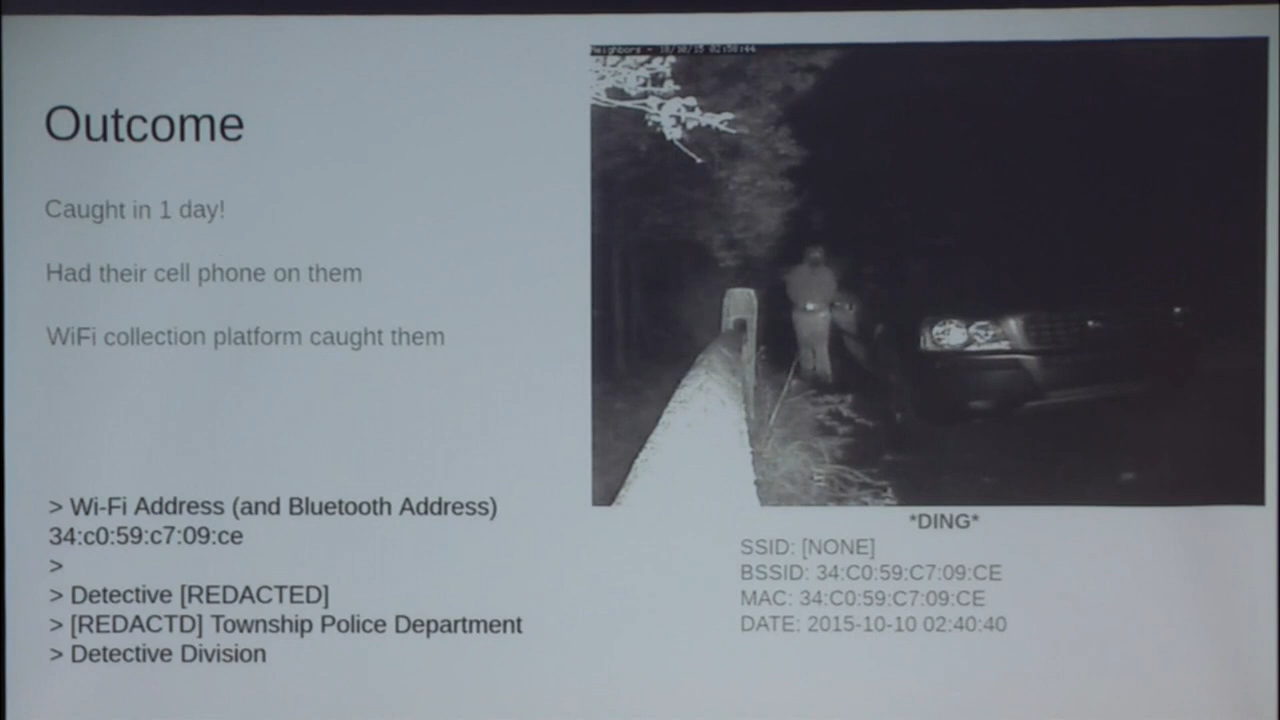 Outcome
Caught in 1 day!
Had their cell phone on them
WiFi collection platform caught them
> Wi-Fi Address (and Bluetooth Address)
34:c0:59:c7:09:ce
>
> Detective [REDACTED]
> [REDACTD] Township Police Department
> Detective Division
Neighbors -
*DING*
SSID: [NONE]
BSSID: 34:C0:59:C7:09:CE
MAC: 34:C0:59:C7:09:CE
DATE: 2015-10-10 02:40:40